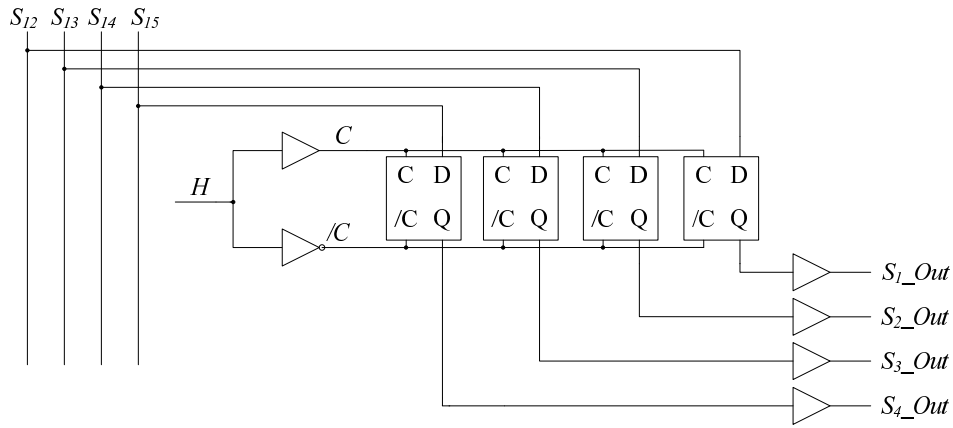 S12 S13 S14 S15
C
H
C D C D C D C D
/C Q /C Q /C Q /C Q
/C
S1_Out
S2_Out
S3_Out
S4_Out